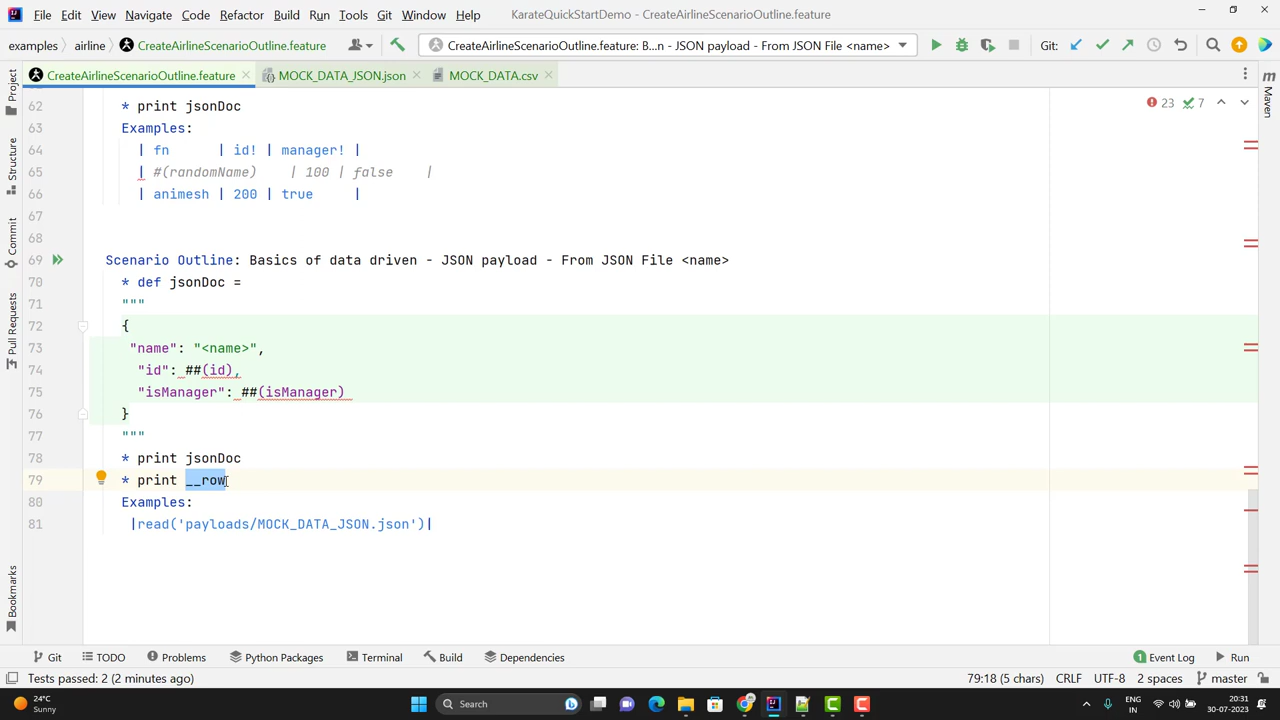 File Edit View Navigate Code Refactor Build Run Tools Git Window Help KarateQuickStartDemo - CreateAirlineScenarioOutline.feature
examples airline CreateAirlineScenarioOutline.feature CreateAirlineScenarioOutline.feature: B...n - JSON payload - From JSON File <name> Git:
CreateAirlineScenarioOutline.feature MOCK_DATA_JSON.json MOCK_DATA.csv
Project
Structure
Commit
Pull Requests
Bookmarks
Maven
23 7
62 * print jsonDoc
63 Examples:
64 | fn | id! | manager! |
65 | #(randomName) | 100 | false |
66 | animesh | 200 | true |
67
68
69 Scenario Outline: Basics of data driven - JSON payload - From JSON File <name>
70 * def jsonDoc =
71 """
72 {
73 "name": "<name>",
74 "id": ##(id),
75 "isManager": ##(isManager)
76 }
77 """
78 * print jsonDoc
79 * print __row
80 Examples:
81 |read('payloads/MOCK_DATA_JSON.json')|
Git TODO Problems Python Packages Terminal Build Dependencies 1 Event Log Run
Tests passed: 2 (2 minutes ago) 79:18 (5 chars) CRLF UTF-8 2 spaces master
24°C
Sunny
Search
ENG
IN
20:31
30-07-2023